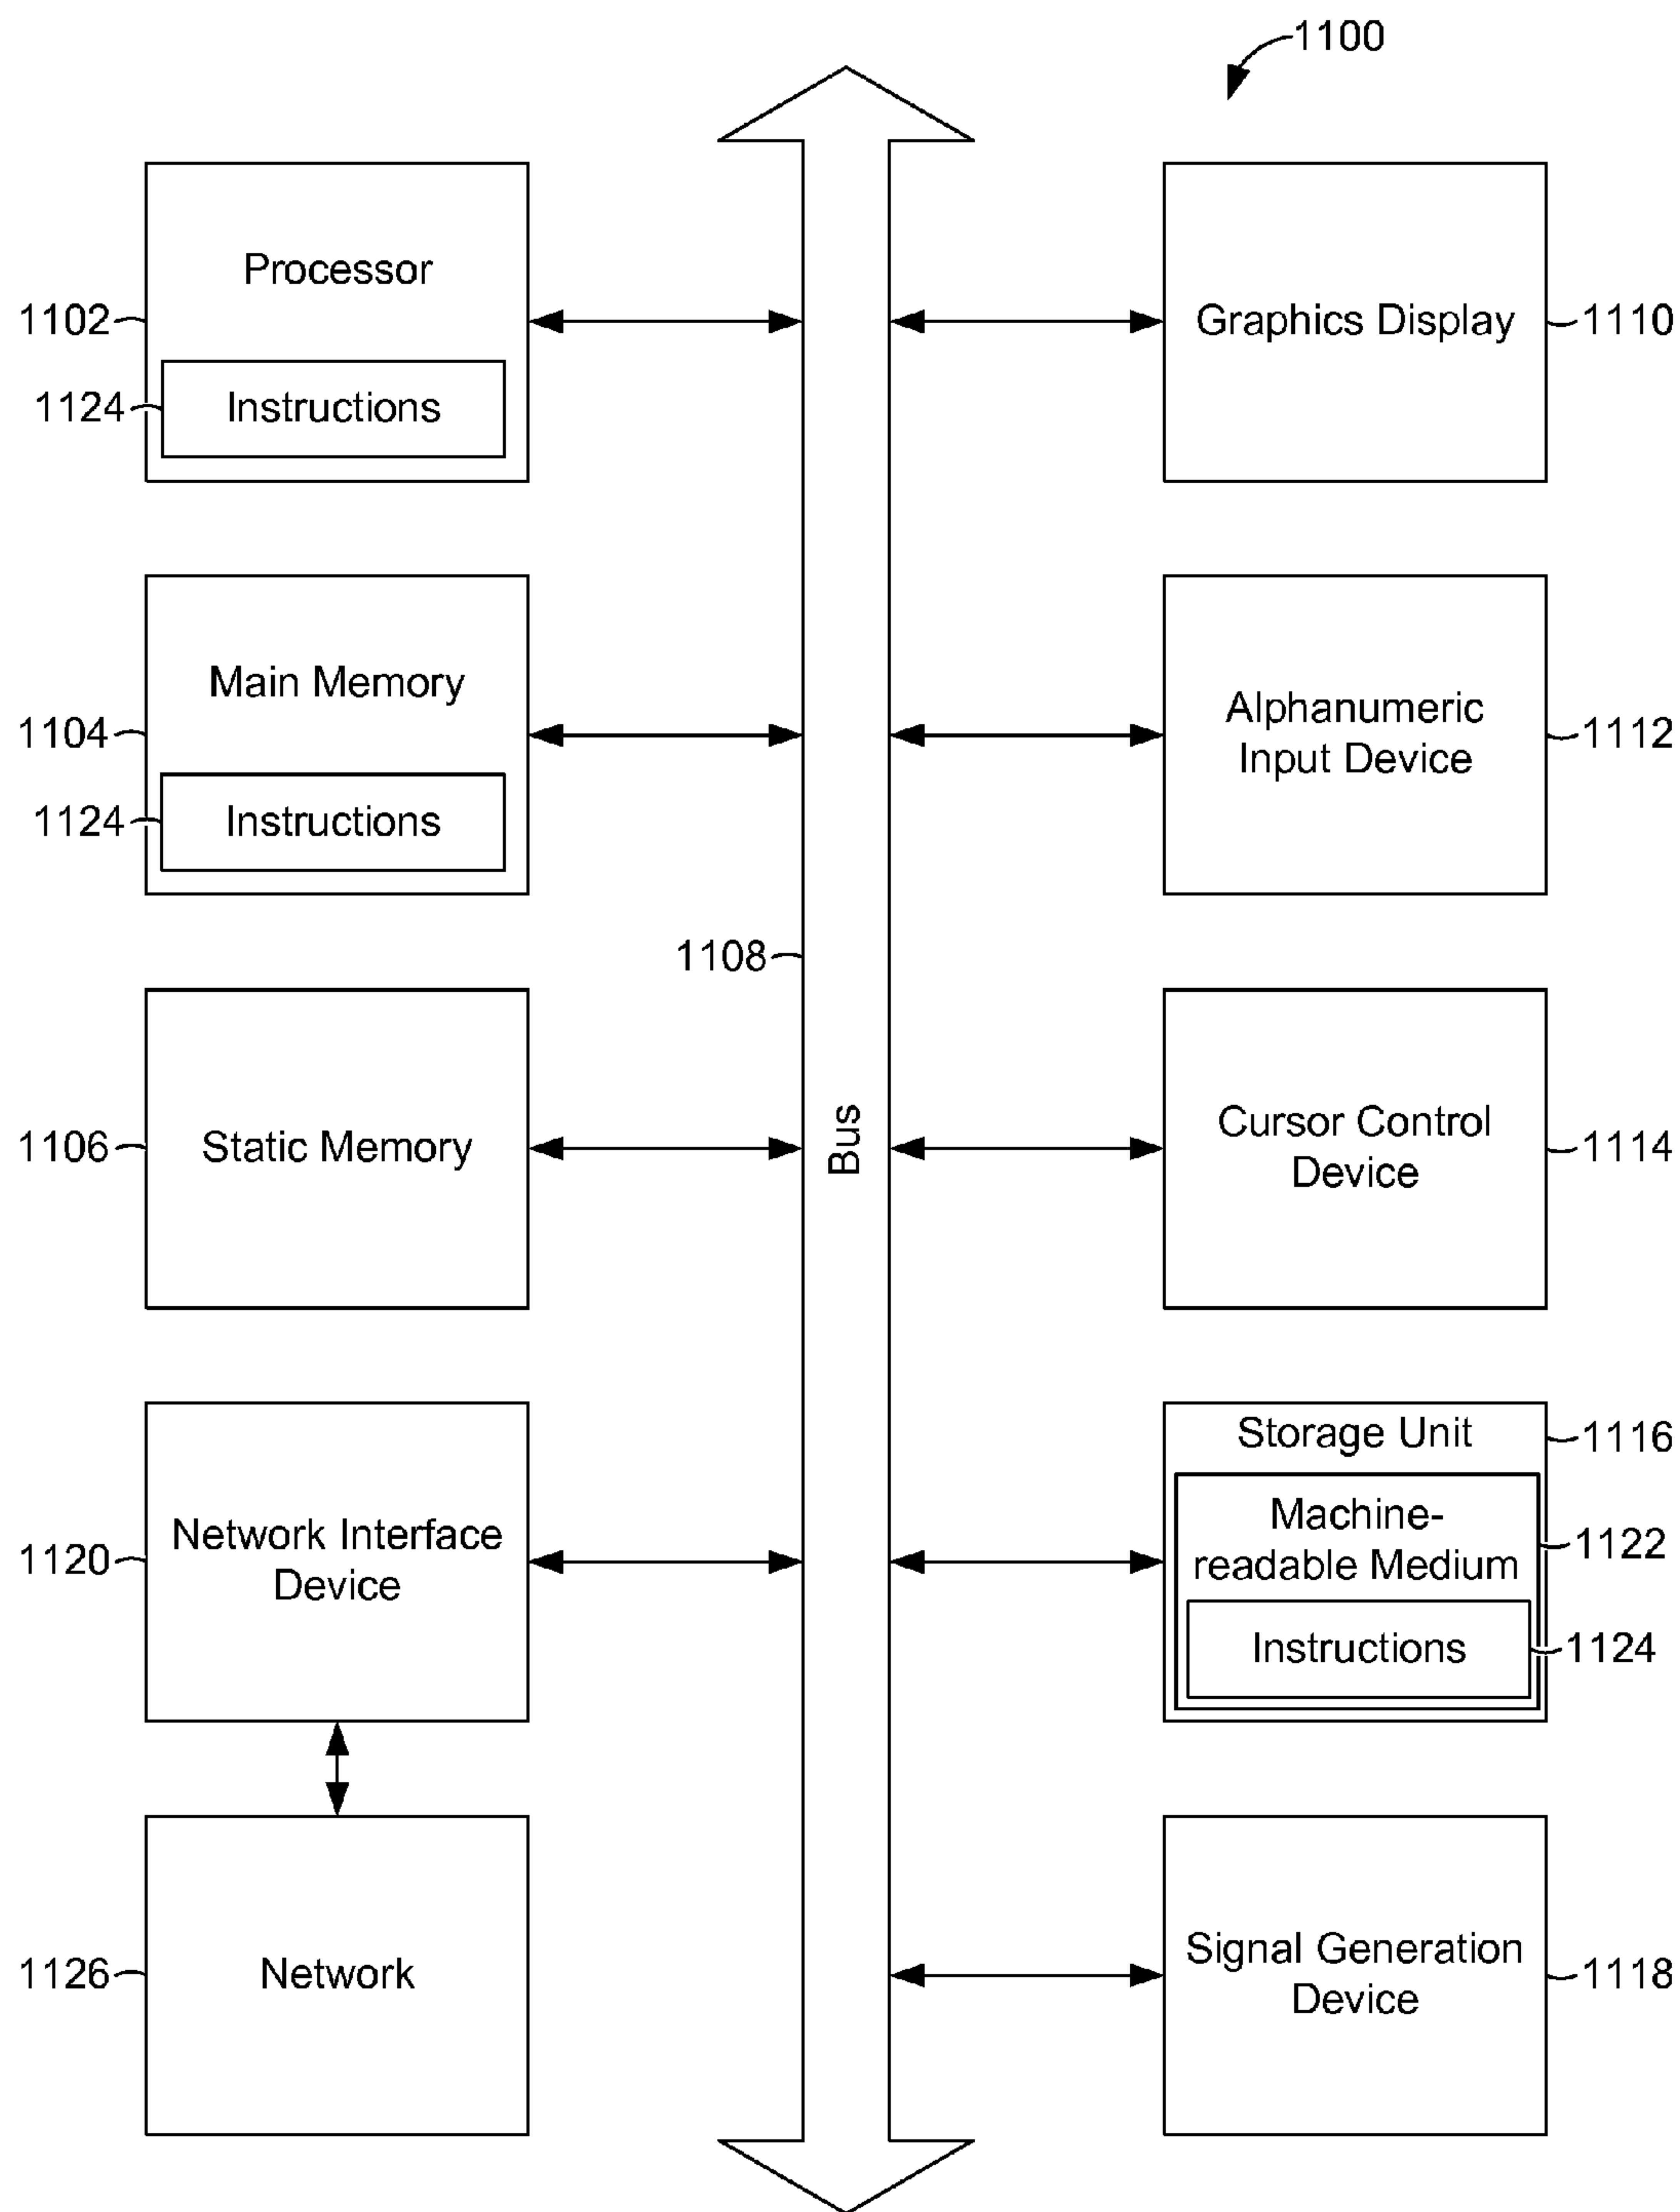 1100
Processor
1102
1124
Instructions
Graphics Display
1110
Main Memory
1104
1124
Instructions
Alphanumeric
Input Device
1112
1108
Bus
Static Memory
1106
Cursor Control
Device
1114
Network Interface
Device
1120
Storage Unit
1116
Machine-
readable Medium
1122
Instructions
1124
Network
1126
Signal Generation
Device
1118